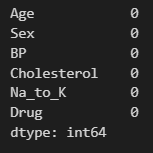 Age 0
Sex 0
BP 0
Cholesterol 0
Na_to_K 0
Drug 0
dtype: int64